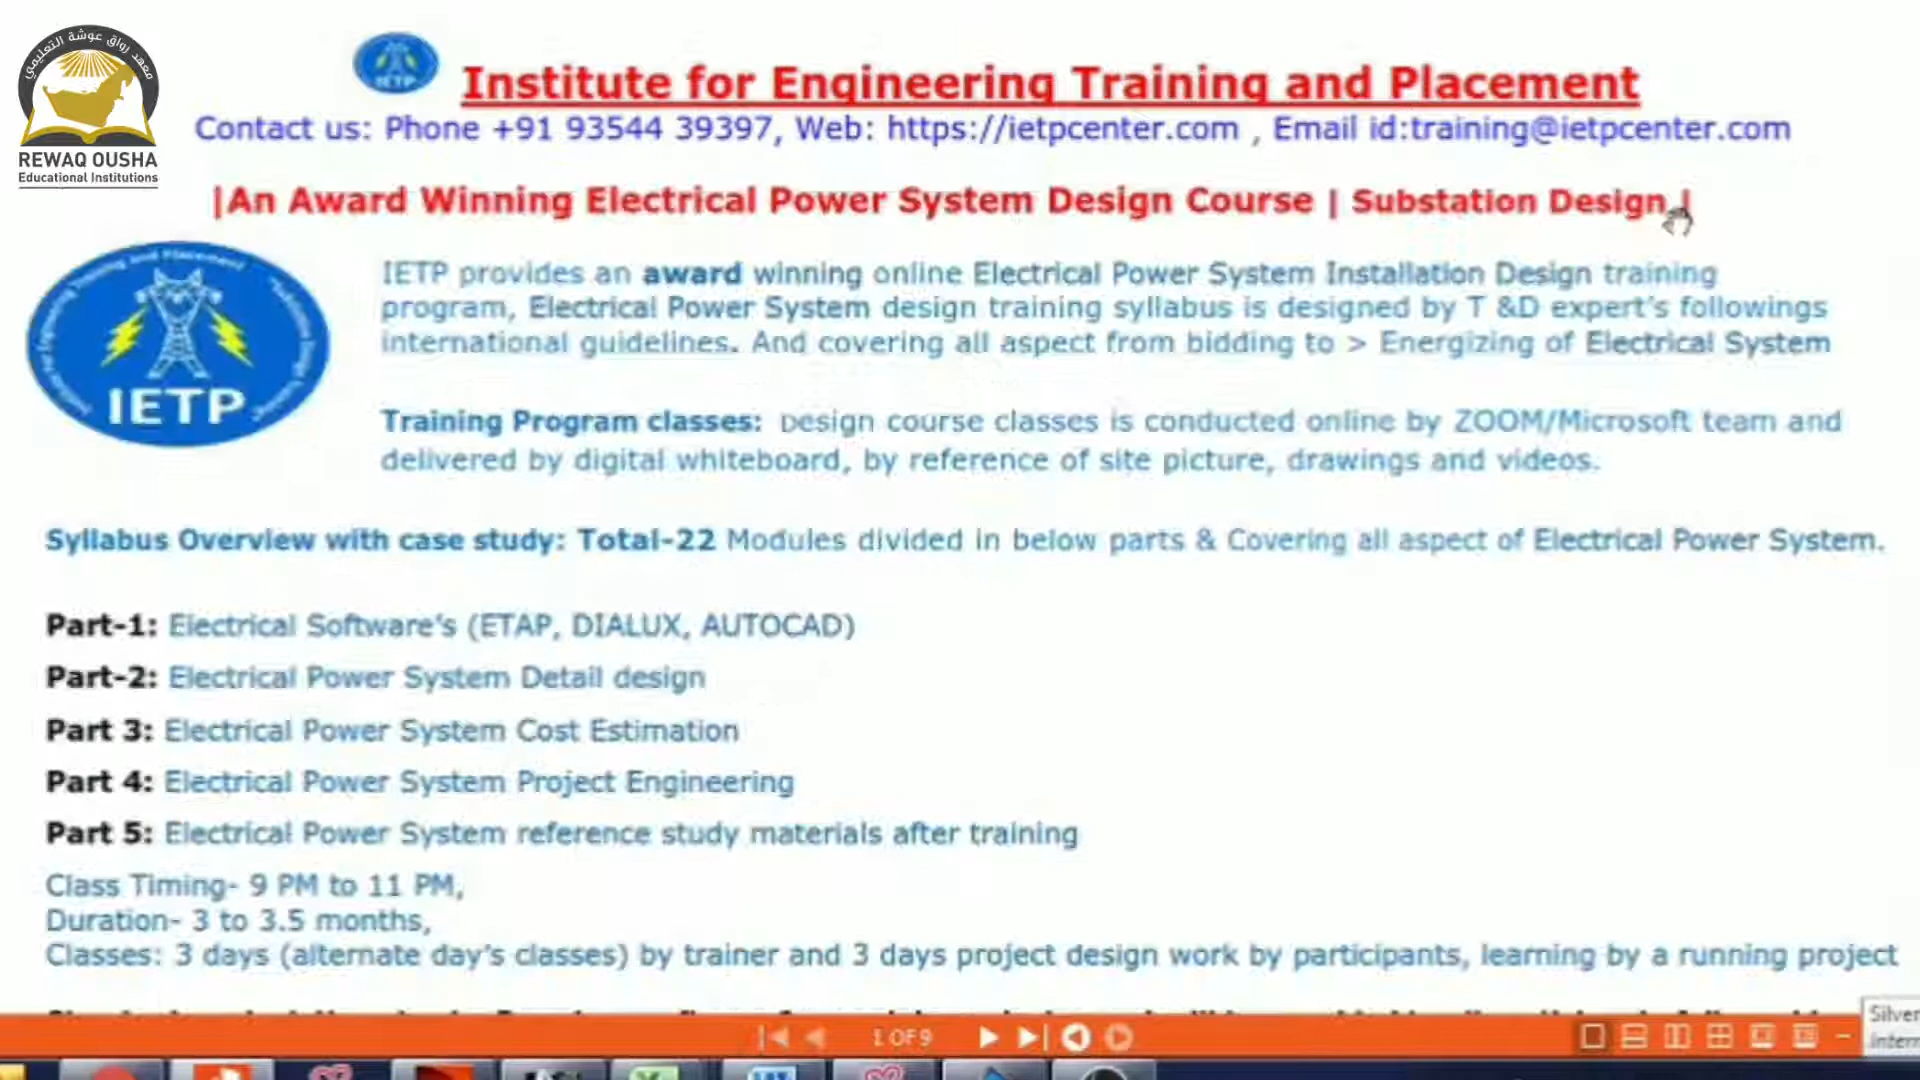 معهد رواق عوشة التعليمي
REWAQ OUSHA
Educational Institutions
IETP
Institute for Engineering Training and Placement
Contact us: Phone +91 93544 39397, Web: https://ietpcenter.com , Email id:training@ietpcenter.com
|An Award Winning Electrical Power System Design Course | Substation Design |
IETP
IETP provides an award winning online Electrical Power System Installation Design training
program, Electrical Power System design training syllabus is designed by T &D expert's followings
international guidelines. And covering all aspect from bidding to > Energizing of Electrical System
Training Program classes: Design course classes is conducted online by ZOOM/Microsoft team and
delivered by digital whiteboard, by reference of site picture, drawings and videos.
Syllabus Overview with case study: Total-22 Modules divided in below parts & Covering all aspect of Electrical Power System.
Part-1: Electrical Software's (ETAP, DIALUX, AUTOCAD)
Part-2: Electrical Power System Detail design
Part 3: Electrical Power System Cost Estimation
Part 4: Electrical Power System Project Engineering
Part 5: Electrical Power System reference study materials after training
Class Timing- 9 PM to 11 PM,
Duration- 3 to 3.5 months,
Classes: 3 days (alternate day's classes) by trainer and 3 days project design work by participants, learning by a running project
1 OF 9
Silver
intern